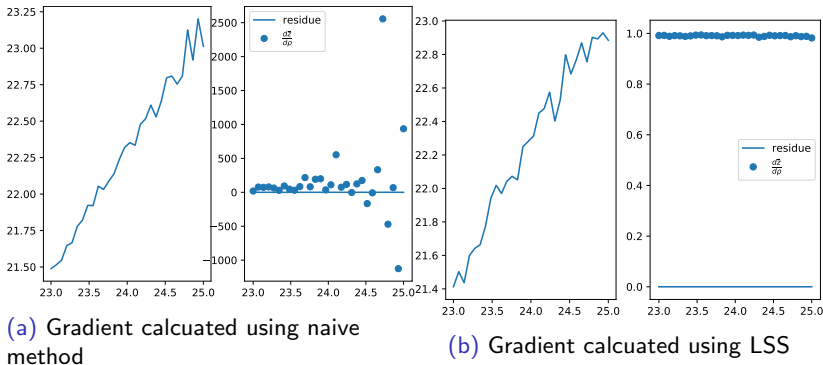 23.25
23.00
22.75
22.50
22.25
22.00
21.75
21.50
23.0 23.5 24.0 24.5 25.0
2500
2000
1500
1000
500
0
−500
−1000
residue
dz̄/dρ
23.0 23.5 24.0 24.5 25.0
(a) Gradient calcuated using naive
method
23.0
22.8
22.6
22.4
22.2
22.0
21.8
21.6
21.4
23.0 23.5 24.0 24.5 25.0
1.0
0.8
0.6
0.4
0.2
0.0
residue
dz̄/dρ
23.0 23.5 24.0 24.5 25.0
(b) Gradient calcuated using LSS